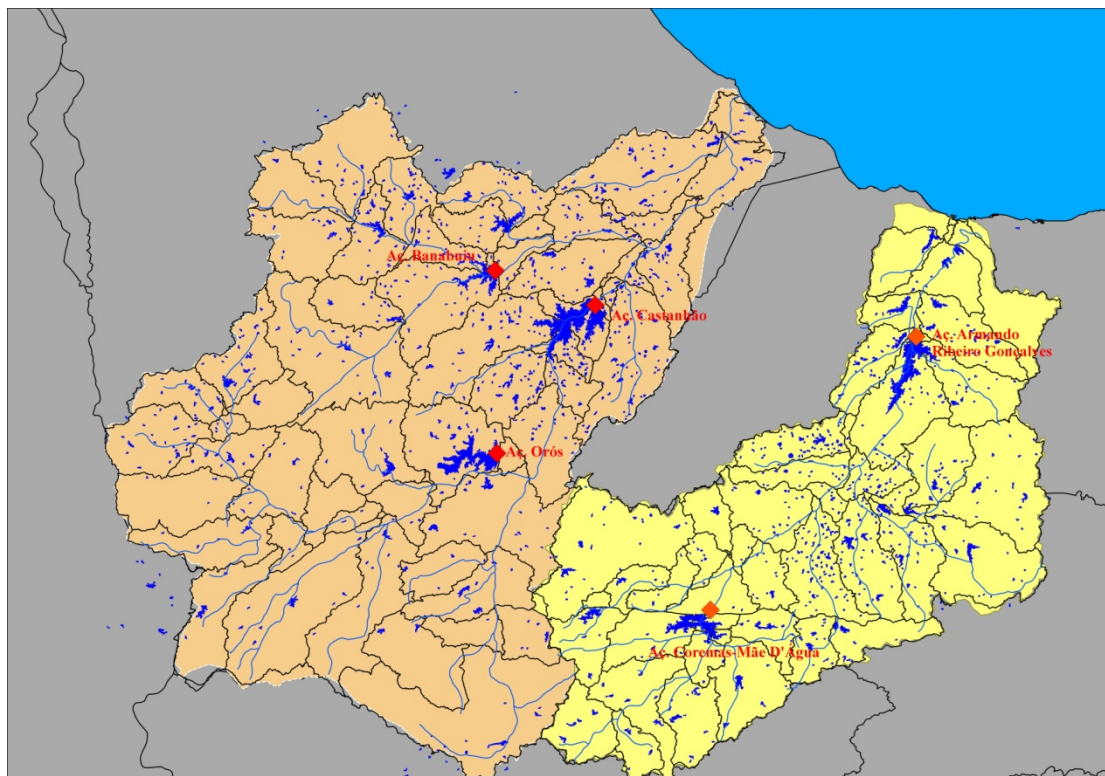 Aç. Banabuiu
Aç. Castanhão
Aç. Armando
Ribeiro Gonçalves
Aç. Orós
Aç. Coremas-Mãe D'Água